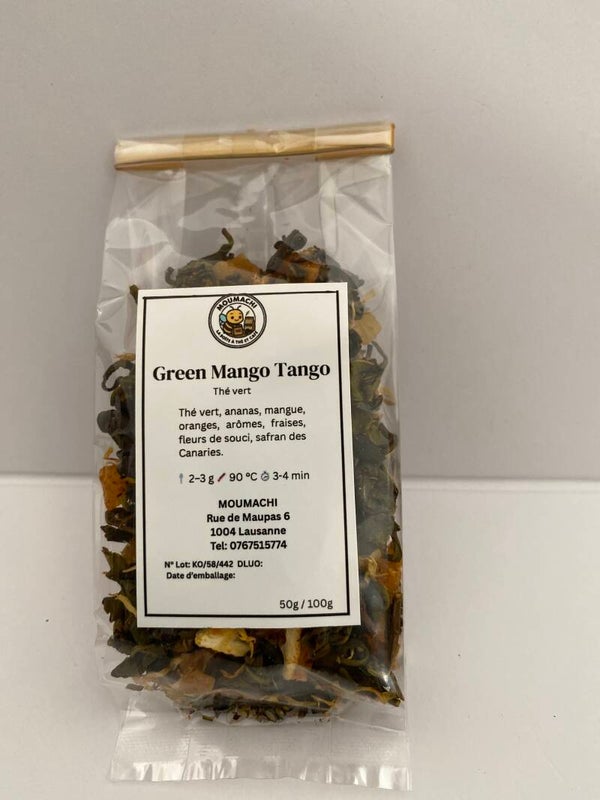 MOUMACHI
Green Mango Tango
Thé vert
Thé vert, ananas, mangue,
oranges, arômes, fraises,
fleurs de souci, safran des
Canaries.
2-3 g 90 °C 3-4 min
MOUMACHI
Rue de Maupas 6
1004 Lausanne
Tel: 0767515774
N° Lot: KO/58/442 DLUO:
Date d'emballage:
50g / 100g